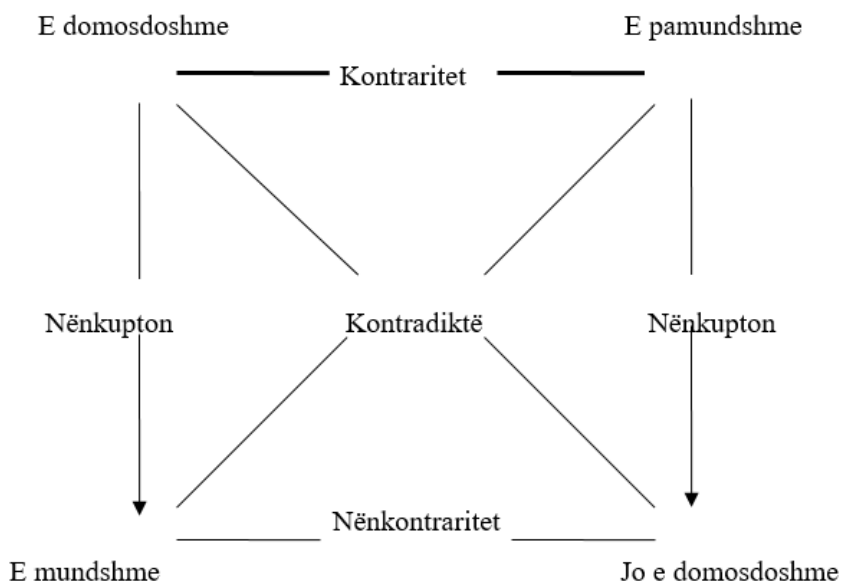 E domosdoshme E pamundshme
Kontraritet
Nënkupton Kontradiktë Nënkupton
Nënkontraritet
E mundshme Jo e domosdoshme